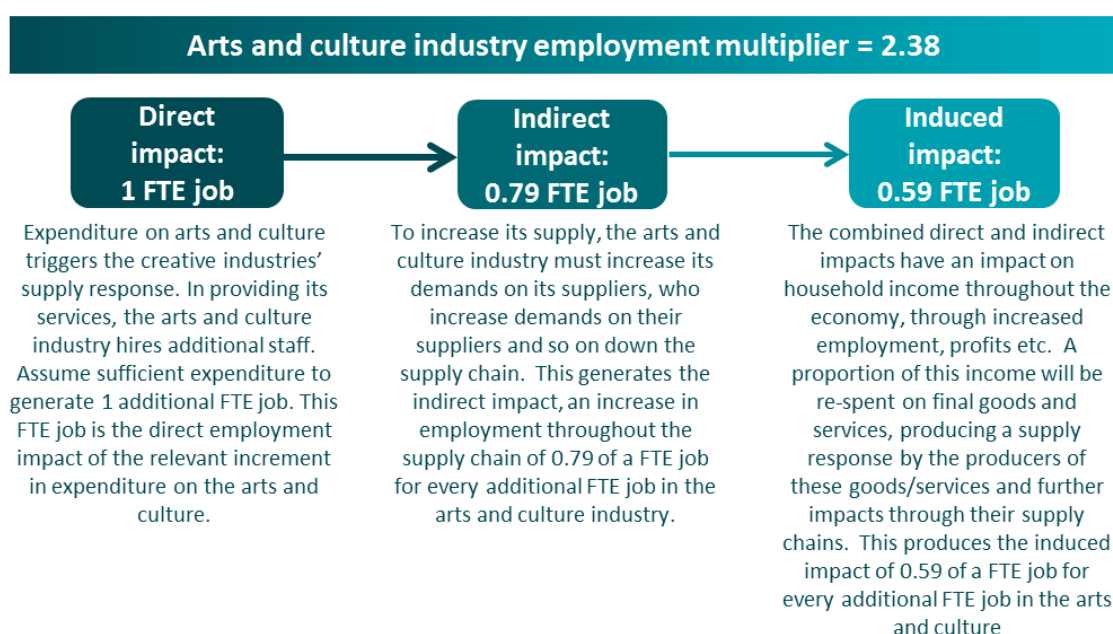 Arts and culture industry employment multiplier = 2.38
Direct
impact:
1 FTE job
Expenditure on arts and culture
triggers the creative industries’
supply response. In providing its
services, the arts and culture
industry hires additional staff.
Assume sufficient expenditure to
generate 1 additional FTE job. This
FTE job is the direct employment
impact of the relevant increment
in expenditure on the arts and
culture.
Indirect
impact:
0.79 FTE job
To increase its supply, the arts and
culture industry must increase its
demands on its suppliers, who
increase demands on their
suppliers and so on down the
supply chain.  This generates the
indirect impact, an increase in
employment throughout the
supply chain of 0.79 of a FTE job
for every additional FTE job in the
arts and culture industry.
Induced
impact:
0.59 FTE job
The combined direct and indirect
impacts have an impact on
household income throughout the
economy, through increased
employment, profits etc.  A
proportion of this income will be
re-spent on final goods and
services, producing a supply
response by the producers of
these goods/services and further
impacts through their supply
chains.  This produces the induced
impact of 0.59 of a FTE job for
every additional FTE job in the arts
and culture